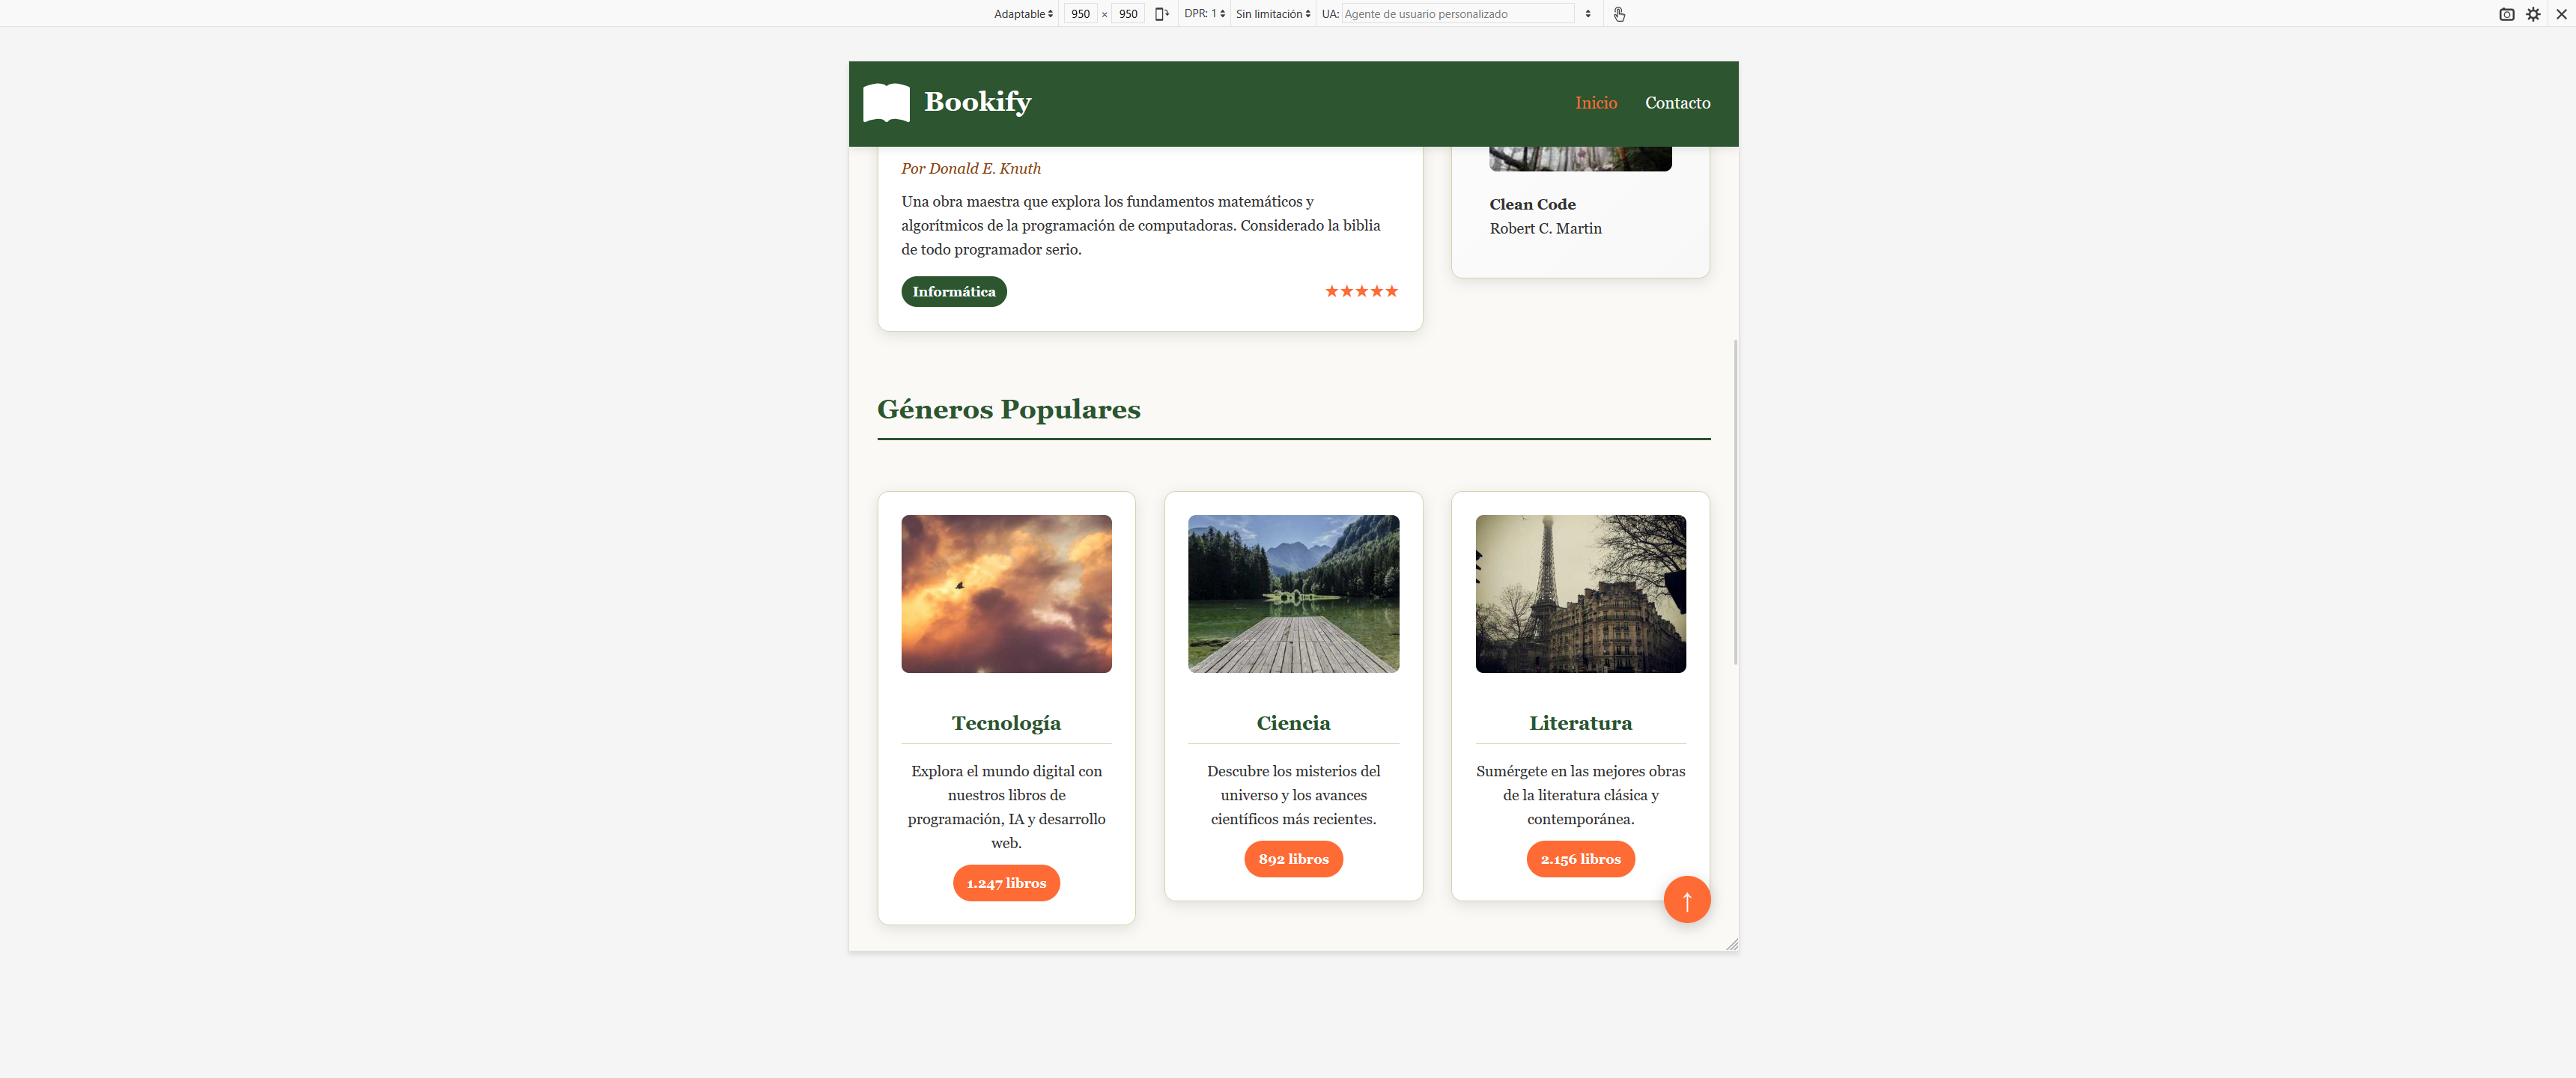 Adaptable 950 × 950 DPR: 1 Sin limitación UA: Agente de usuario personalizado
Bookify
Inicio Contacto
Por Donald E. Knuth
Una obra maestra que explora los fundamentos matemáticos y
algorítmicos de la programación de computadoras. Considerado la biblia
de todo programador serio.
Informática
★★★★★
Clean Code
Robert C. Martin
Géneros Populares
Tecnología
Explora el mundo digital con
nuestros libros de
programación, IA y desarrollo
web.
1.247 libros
Ciencia
Descubre los misterios del
universo y los avances
científicos más recientes.
892 libros
Literatura
Sumérgete en las mejores obras
de la literatura clásica y
contemporánea.
2.156 libros
↑